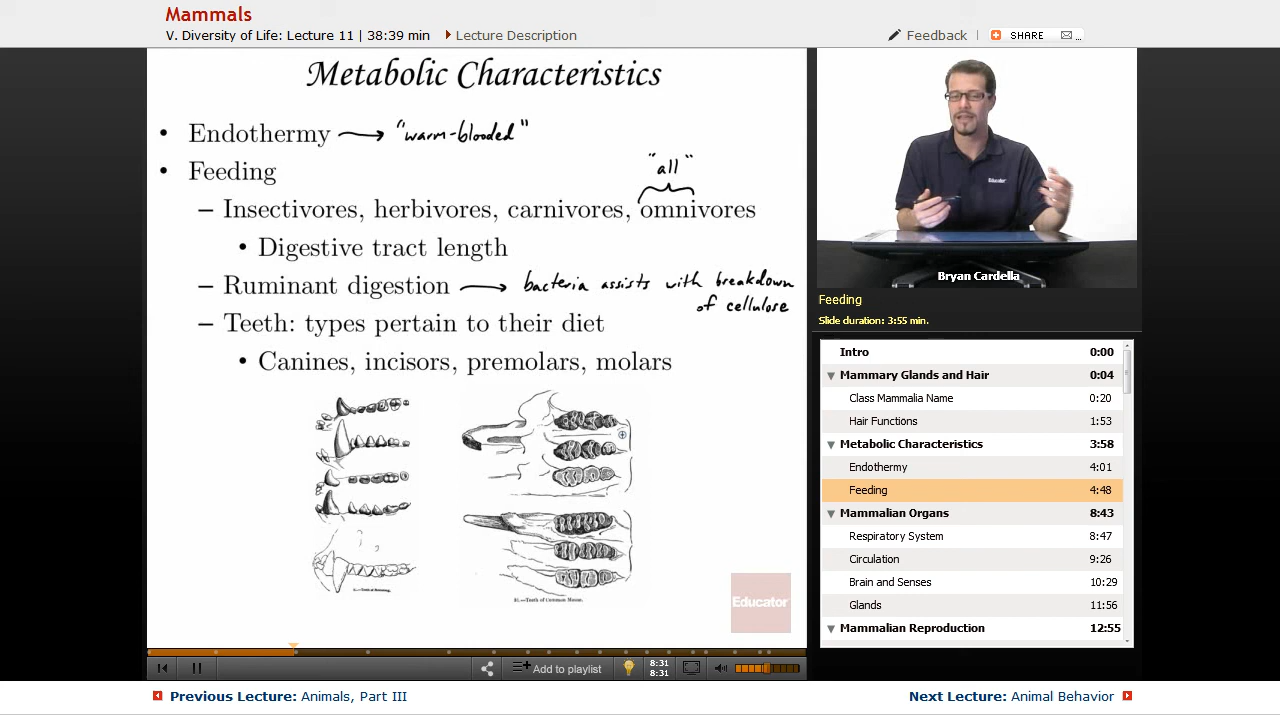 Mammals
V. Diversity of Life: Lecture 11 | 38:39 min
Lecture Description
Feedback
SHARE
Metabolic Characteristics
• Endothermy → "warm-blooded"
• Feeding
"all"
– Insectivores, herbivores, carnivores, omnivores
• Digestive tract length
– Ruminant digestion → bacteria assists with breakdown
of cellulose
– Teeth: types pertain to their diet
• Canines, incisors, premolars, molars
Teeth of Common Mouse.
Educator
Educator
Bryan Cardella
Feeding
Slide duration: 3:55 min.
Intro 0:00
Mammary Glands and Hair 0:04
Class Mammalia Name 0:20
Hair Functions 1:53
Metabolic Characteristics 3:58
Endothermy 4:01
Feeding 4:48
Mammalian Organs 8:43
Respiratory System 8:47
Circulation 9:26
Brain and Senses 10:29
Glands 11:56
Mammalian Reproduction 12:55
Add to playlist
8:31
8:31
Previous Lecture: Animals, Part III
Next Lecture: Animal Behavior